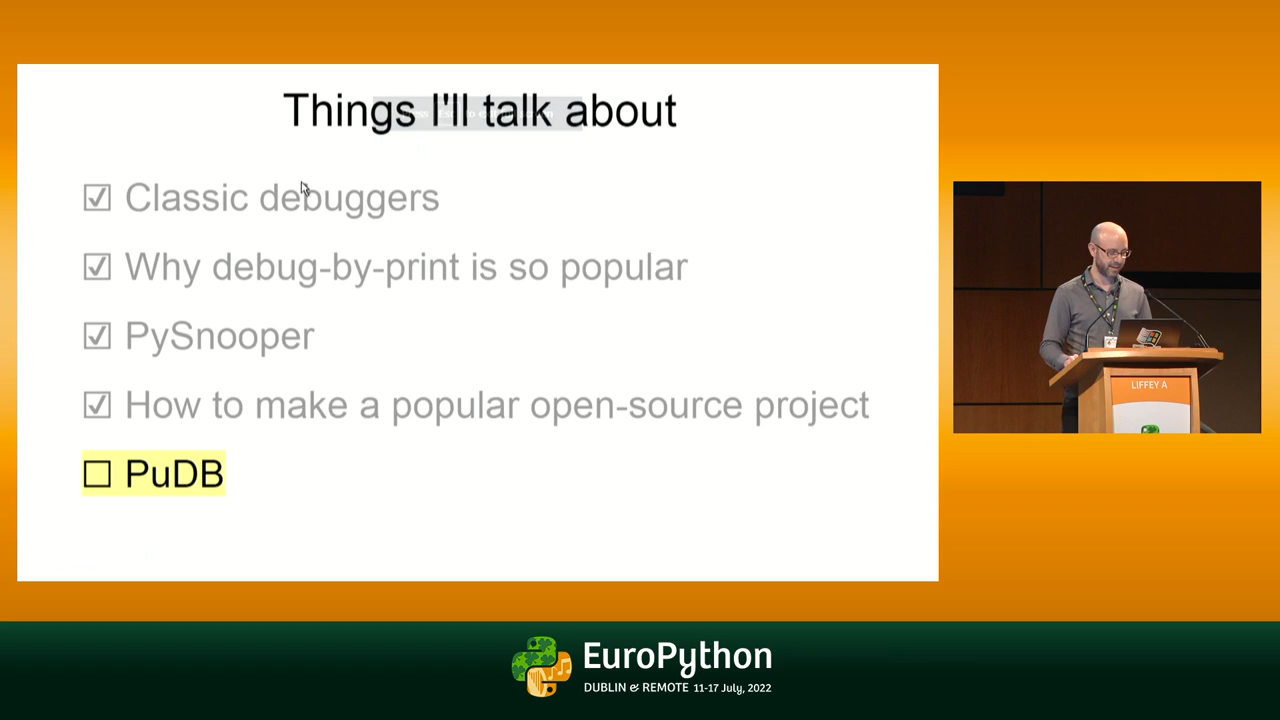 Things I'll talk about
☑ Classic debuggers
☑ Why debug-by-print is so popular
☑ PySnooper
☑ How to make a popular open-source project
☐ PuDB
LIFFEY A
EuroPython
DUBLIN & REMOTE 11-17 July, 2022